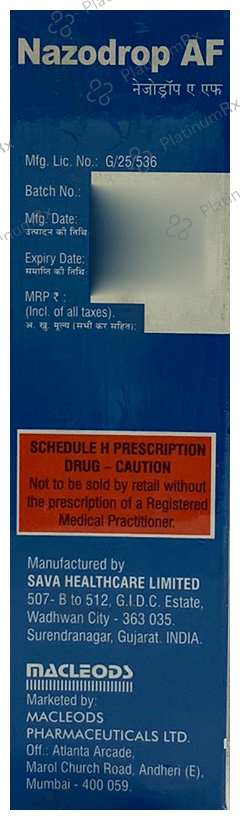 Nazodrop AF
नेजोड्रॉप ए एफ
Mfg. Lic. No.: G/25/536
Batch No.:
Mfg. Date:
उत्पादन की तिथि:
Expiry Date:
समाप्ति की तिथि:
MRP ₹ :
(Incl. of all taxes).
अ. खु. मूल्य (सभी कर सहित):
SCHEDULE H PRESCRIPTION
DRUG – CAUTION
Not to be sold by retail without
the prescription of a Registered
Medical Practitioner.
Manufactured by
SAVA HEALTHCARE LIMITED
507- B to 512, G.I.D.C. Estate,
Wadhwan City - 363 035.
Surendranagar, Gujarat. INDIA.
MACLEODS
Marketed by:
MACLEODS
PHARMACEUTICALS LTD.
Off.: Atlanta Arcade,
Marol Church Road, Andheri (E),
Mumbai - 400 059.
PlatinumRx